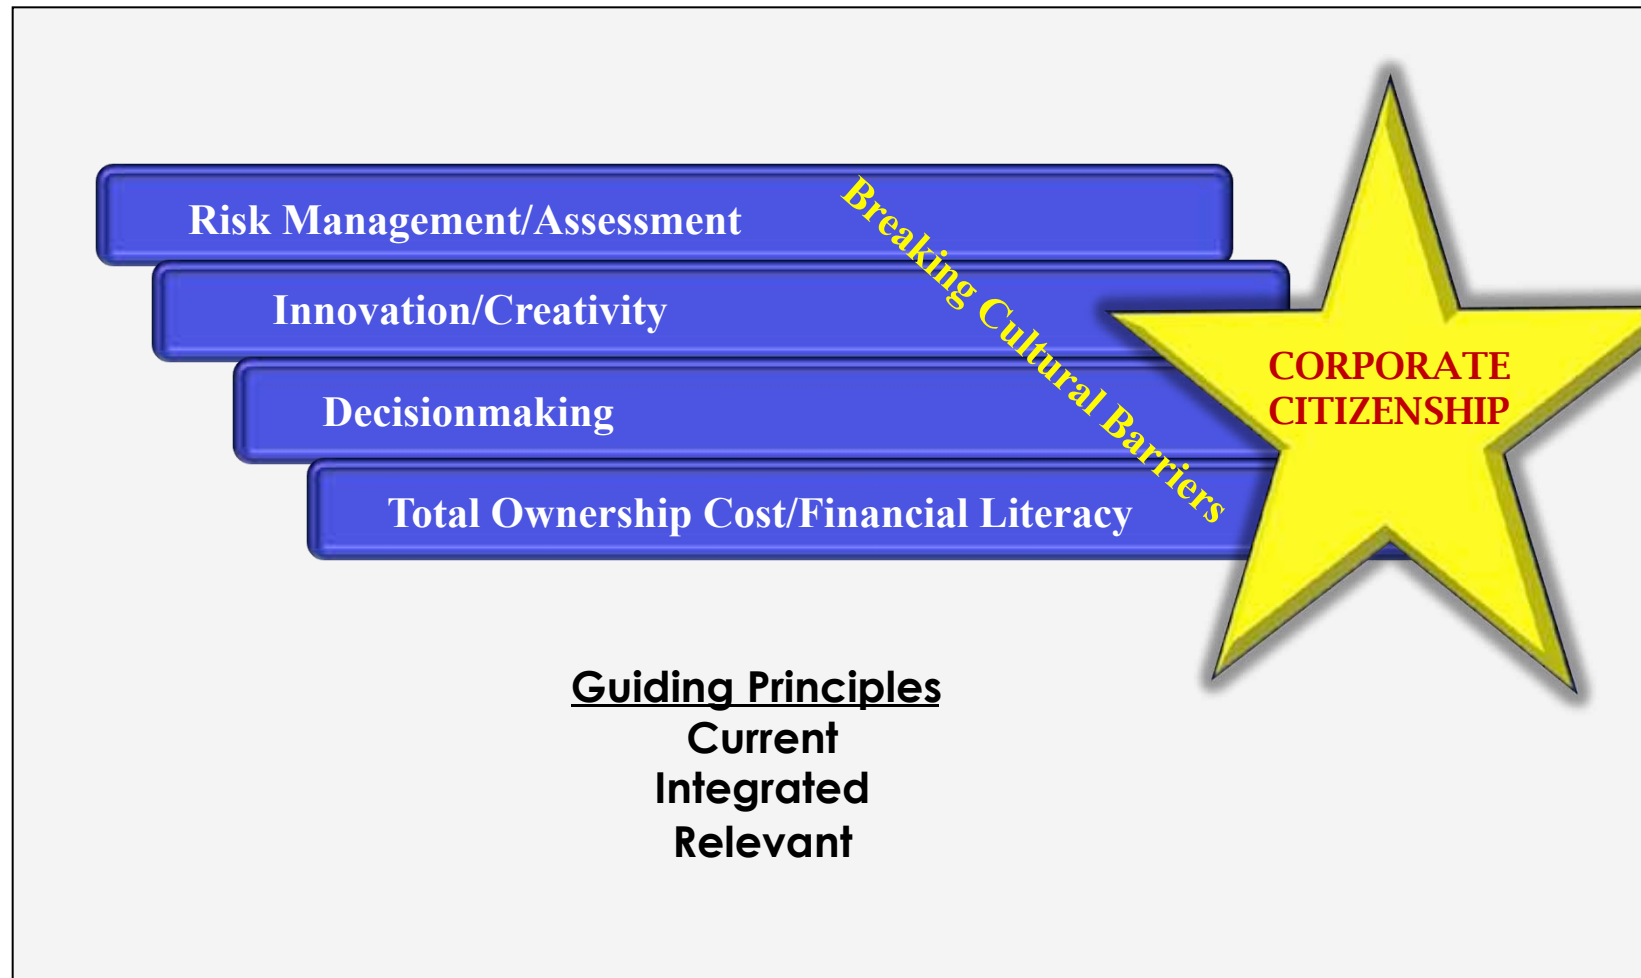 Risk Management/Assessment
Innovation/Creativity
Decisionmaking
Total Ownership Cost/Financial Literacy
Breaking Cultural Barriers
CORPORATE
CITIZENSHIP
Guiding Principles
Current
Integrated
Relevant